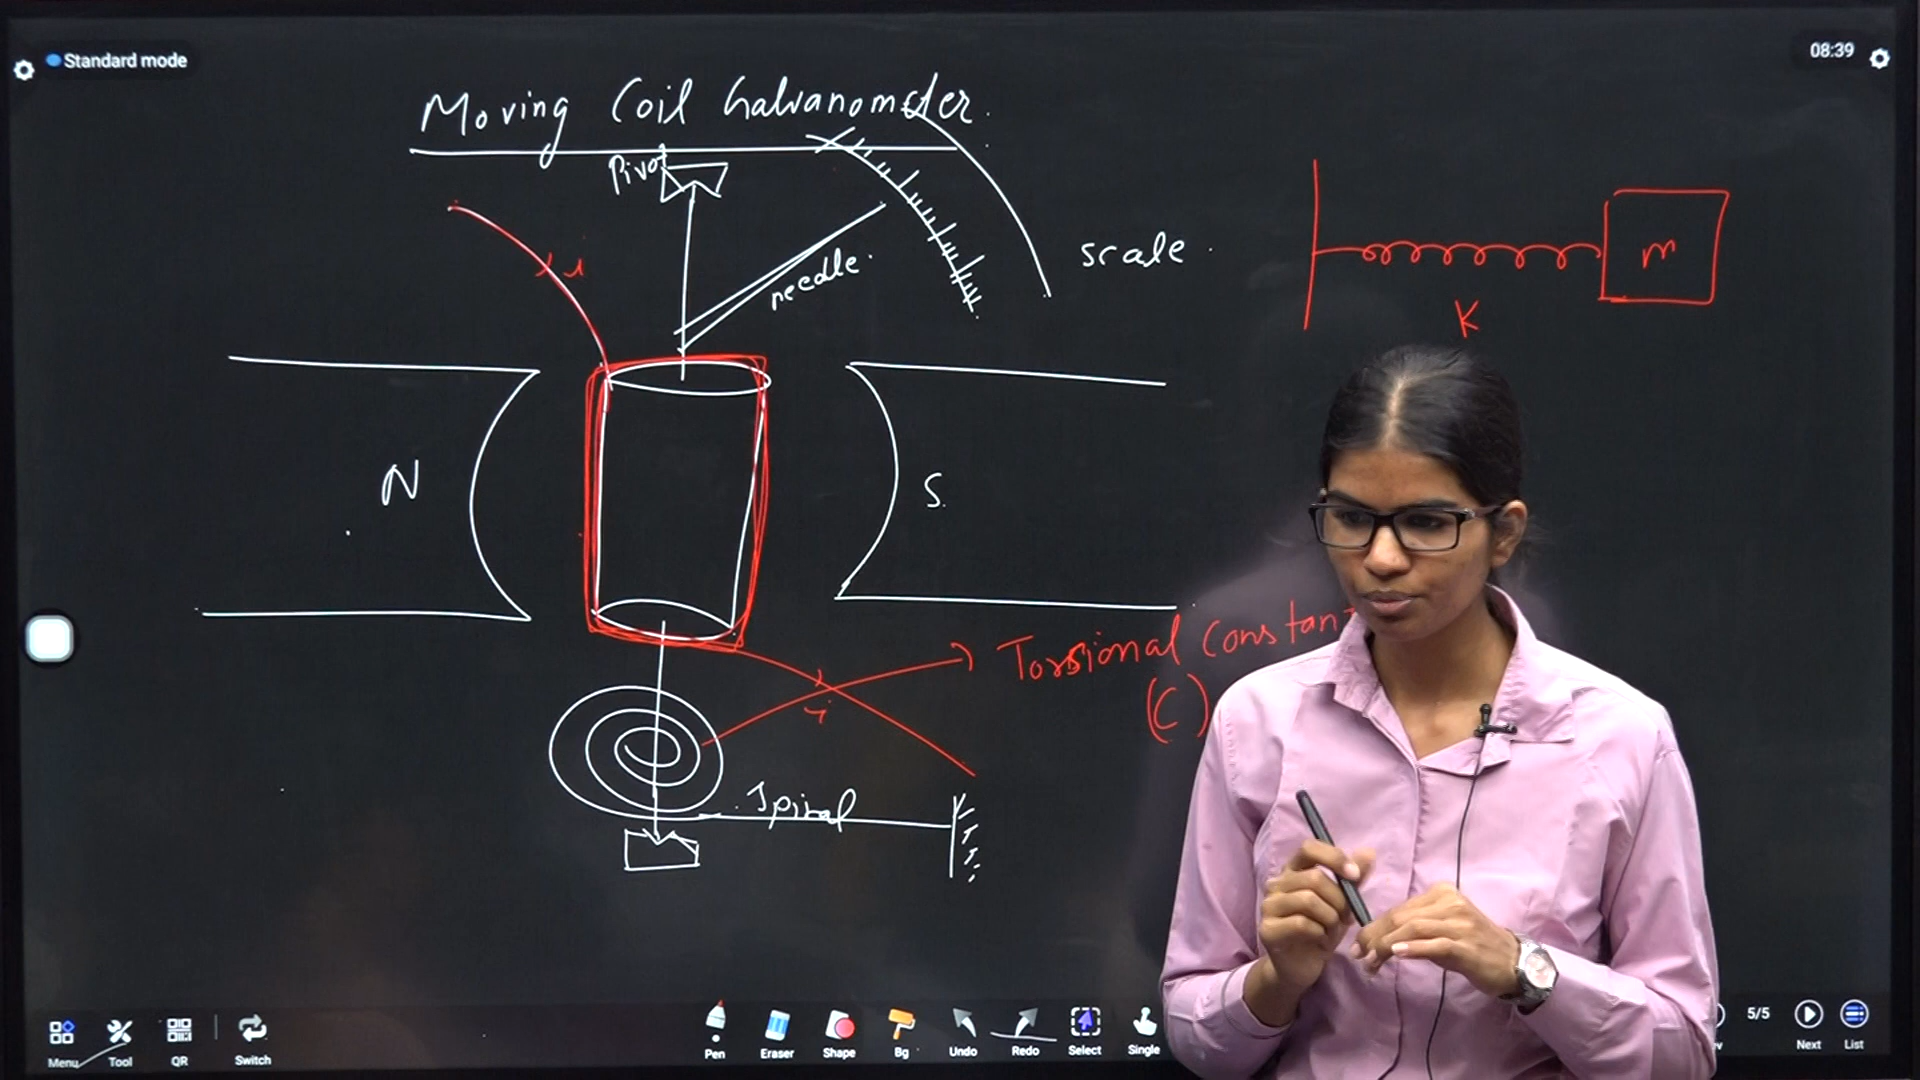 Standard mode
08:39
Moving Coil Galvanometer.
Pivot
i
needle.
scale.
m
K
N
S
Torsional Constan
(C)
i
Spiral
Menu
Tool
QR
Switch
Pen
Eraser
Shape
Bg
Undo
Redo
Select
Single
5/5
Next
List